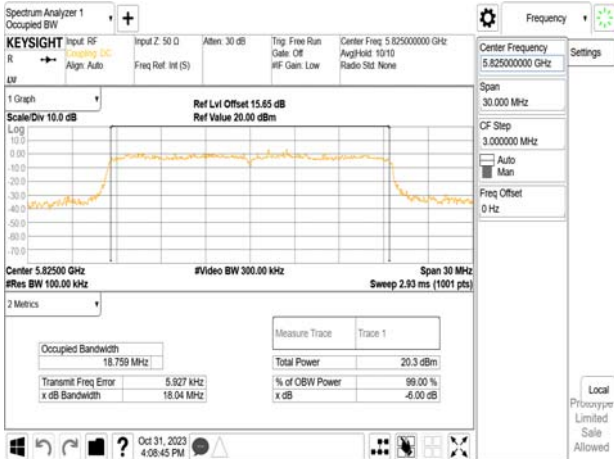 Spectrum Analyzer 1
Occupied BW
+
Frequency
KEYSIGHT Input: RF Input Z: 50 Ω Atten: 30 dB Trig: Free Run Center Freq: 5.825000000 GHz
R Coupling: DC Gate: Off Avg|Hold: 10/10
Align: Auto Freq Ref: Int (S) #IF Gain: Low Radio Std: None
LXI
Center Frequency
5.825000000 GHz
Settings
Span
30.000 MHz
CF Step
3.000000 MHz
Auto
Man
Freq Offset
0 Hz
1 Graph
Ref Lvl Offset 15.65 dB
Scale/Div 10.0 dB Ref Value 20.00 dBm
Log
10.0
0.00
-10.0
-20.0
-30.0
-40.0
-50.0
-60.0
-70.0
Center 5.82500 GHz #Video BW 300.00 kHz Span 30 MHz
#Res BW 100.00 kHz Sweep 2.93 ms (1001 pts)
2 Metrics
Measure Trace Trace 1
Occupied Bandwidth
18.759 MHz Total Power 20.3 dBm
Transmit Freq Error 5.927 kHz % of OBW Power 99.00 %
x dB Bandwidth 18.04 MHz x dB -6.00 dB
Local
Prototype
Limited
Sale
Allowed
? Oct 31, 2023
4:08:45 PM